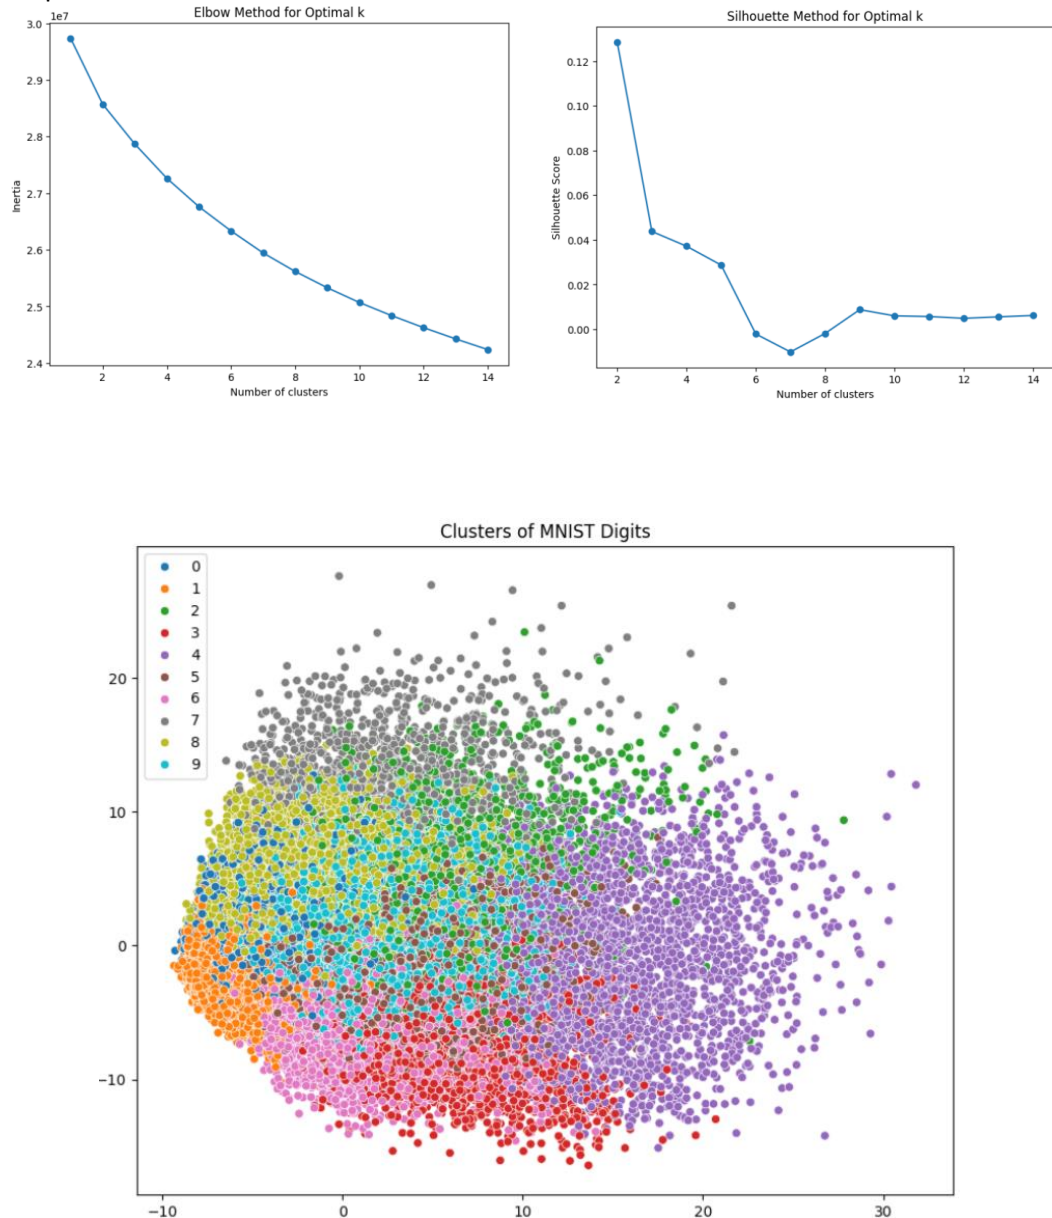 Elbow Method for Optimal k
1e7
3.0
2.9
2.8
2.7
2.6
2.5
2.4
Inertia
2 4 6 8 10 12 14
Number of clusters
Silhouette Method for Optimal k
0.12
0.10
0.08
0.06
0.04
0.02
0.00
Silhouette Score
2 4 6 8 10 12 14
Number of clusters
Clusters of MNIST Digits
0
1
2
3
4
5
6
7
8
9
20
10
0
−10
−10 0 10 20 30